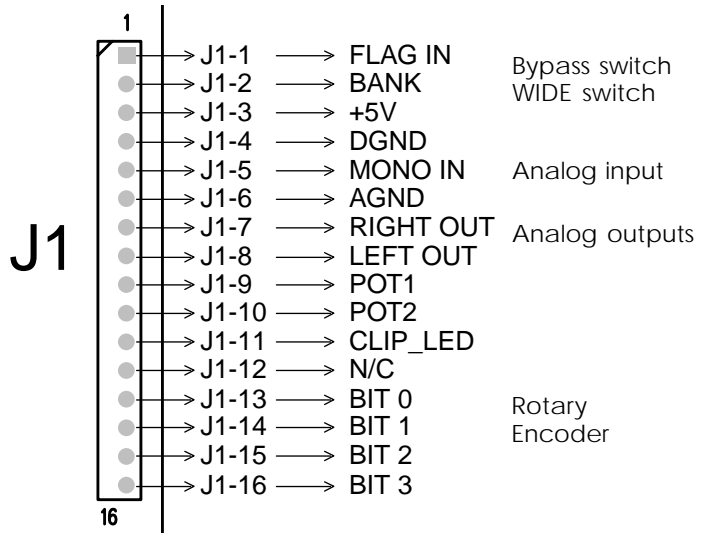 1
J1-1 FLAG IN Bypass switch
J1-2 BANK WIDE switch
J1-3 +5V
J1-4 DGND
J1-5 MONO IN Analog input
J1-6 AGND
J1-7 RIGHT OUT Analog outputs
J1
J1-8 LEFT OUT
J1-9 POT1
J1-10 POT2
J1-11 CLIP_LED
J1-12 N/C
J1-13 BIT 0 Rotary
J1-14 BIT 1 Encoder
J1-15 BIT 2
J1-16 BIT 3
16